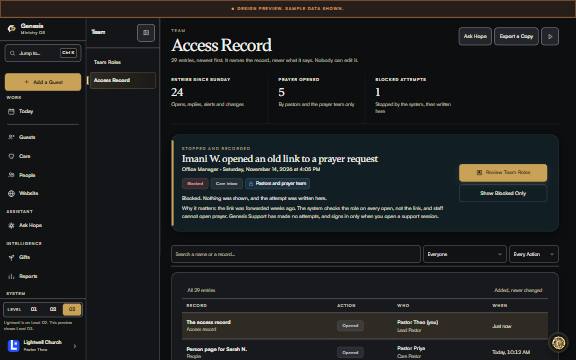 DESIGN PREVIEW. SAMPLE DATA SHOWN.
Genesis
Ministry OS
Jump to...
Ctrl K
+ Add a Guest
WORK
Today
Guests
Care
People
Website
ASSISTANT
Ask Hope
INTELLIGENCE
Gifts
Reports
SYSTEM
LEVEL 01 02 03
Lightwell Church
Pastor Theo
Team
Team Roles
Access Record
TEAM
Access Record
29 entries, newest first. It names the record, never what it says. Nobody can edit it.
Ask Hope
Export a Copy
ENTRIES SINCE SUNDAY
24
Opens, replies, alerts and changes
PRAYER OPENED
5
By pastors and the prayer team only
BLOCKED ATTEMPTS
1
Stopped by the system, then written here
STOPPED AND RECORDED
Imani W. opened an old link to a prayer request
Office Manager · Saturday, November 14, 2026 at 4:05 PM
Blocked
Care inbox
Pastors and prayer team
Blocked. Nothing was shown, and the attempt was written here.
Why it matters: the link was forwarded weeks ago. The system checks the role on every open, not the link, and staff
cannot open prayer. Genesis Support has made no attempts, and signs in only when you open a support session.
Review Team Roles
Show Blocked Only
Search a name or a record...
Everyone
Every Action
All 29 entries
Added, never changed
RECORD
ACTION
WHO
WHEN
The access record
Access record
Opened
Pastor Theo (you)
Lead Pastor
Just now
Person page for Sarah N.
People
Opened
Pastor Priya
Care Pastor
Today, 10:12 AM